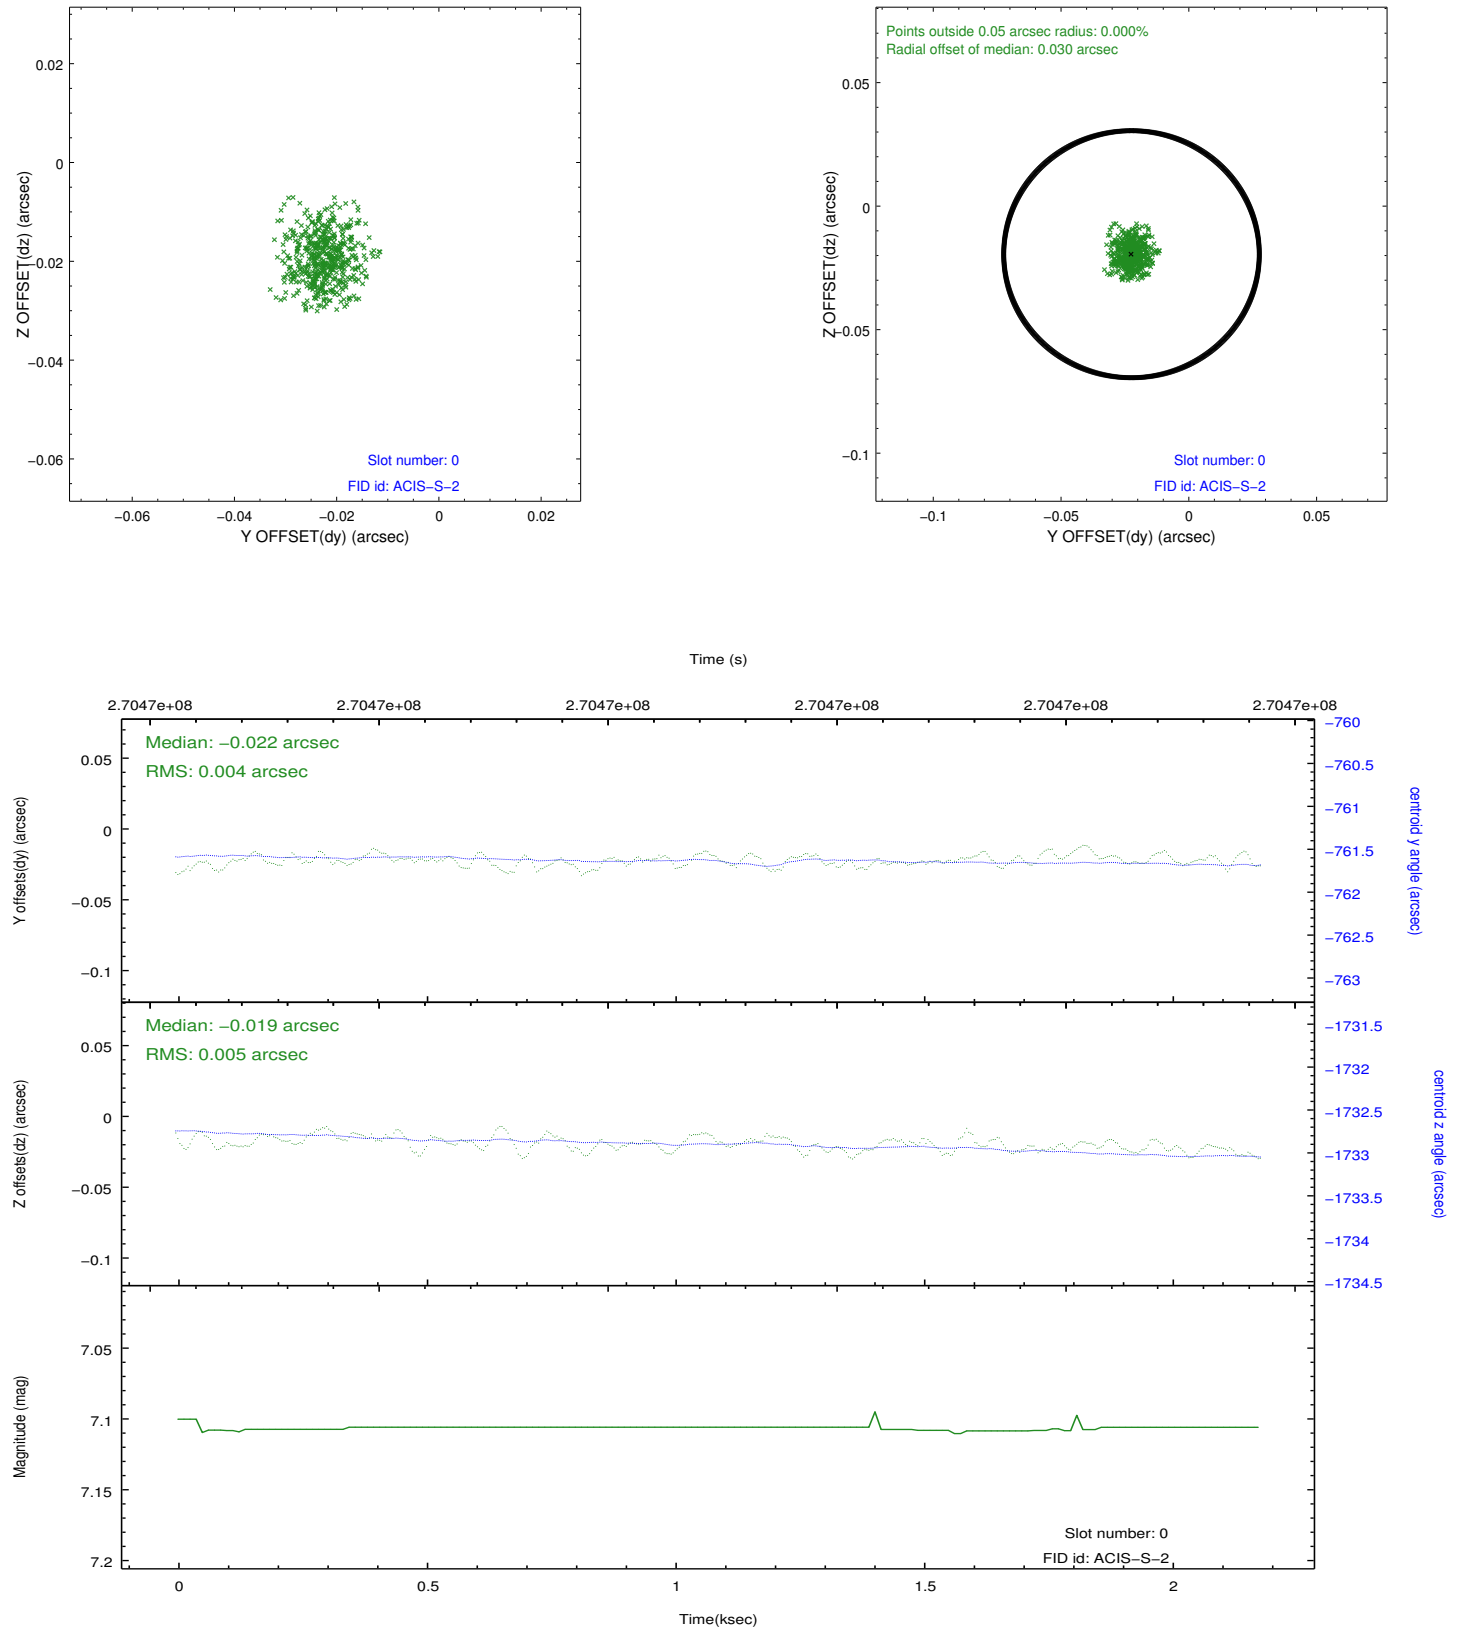 0.02
0
−0.02
−0.04
−0.06
Z OFFSET(dz) (arcsec)
Slot number: 0
FID id: ACIS−S−2
−0.06 −0.04 −0.02 0 0.02
Y OFFSET(dy) (arcsec)
Points outside 0.05 arcsec radius: 0.000%
Radial offset of median: 0.030 arcsec
0.05
0
−0.05
−0.1
Z OFFSET(dz) (arcsec)
Slot number: 0
FID id: ACIS−S−2
−0.1 −0.05 0 0.05
Y OFFSET(dy) (arcsec)
Time (s)
2.7047e+08 2.7047e+08 2.7047e+08 2.7047e+08 2.7047e+08 2.7047e+08
Median: −0.022 arcsec
RMS: 0.004 arcsec
0.05
0
−0.05
−0.1
Y offsets(dy) (arcsec)
−760
−760.5
−761
−761.5
−762
−762.5
−763
centroid y angle (arcsec)
Median: −0.019 arcsec
RMS: 0.005 arcsec
0.05
0
−0.05
−0.1
Z offsets(dz) (arcsec)
−1731.5
−1732
−1732.5
−1733
−1733.5
−1734
−1734.5
centroid z angle (arcsec)
7.05
7.1
7.15
7.2
Magnitude (mag)
Slot number: 0
FID id: ACIS−S−2
0 0.5 1 1.5 2
Time(ksec)